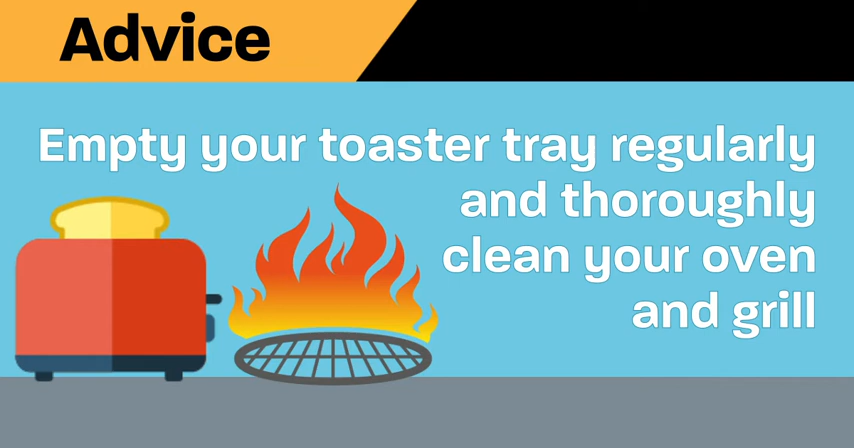 Advice
Empty your toaster tray regularly
and thoroughly
clean your oven
and grill